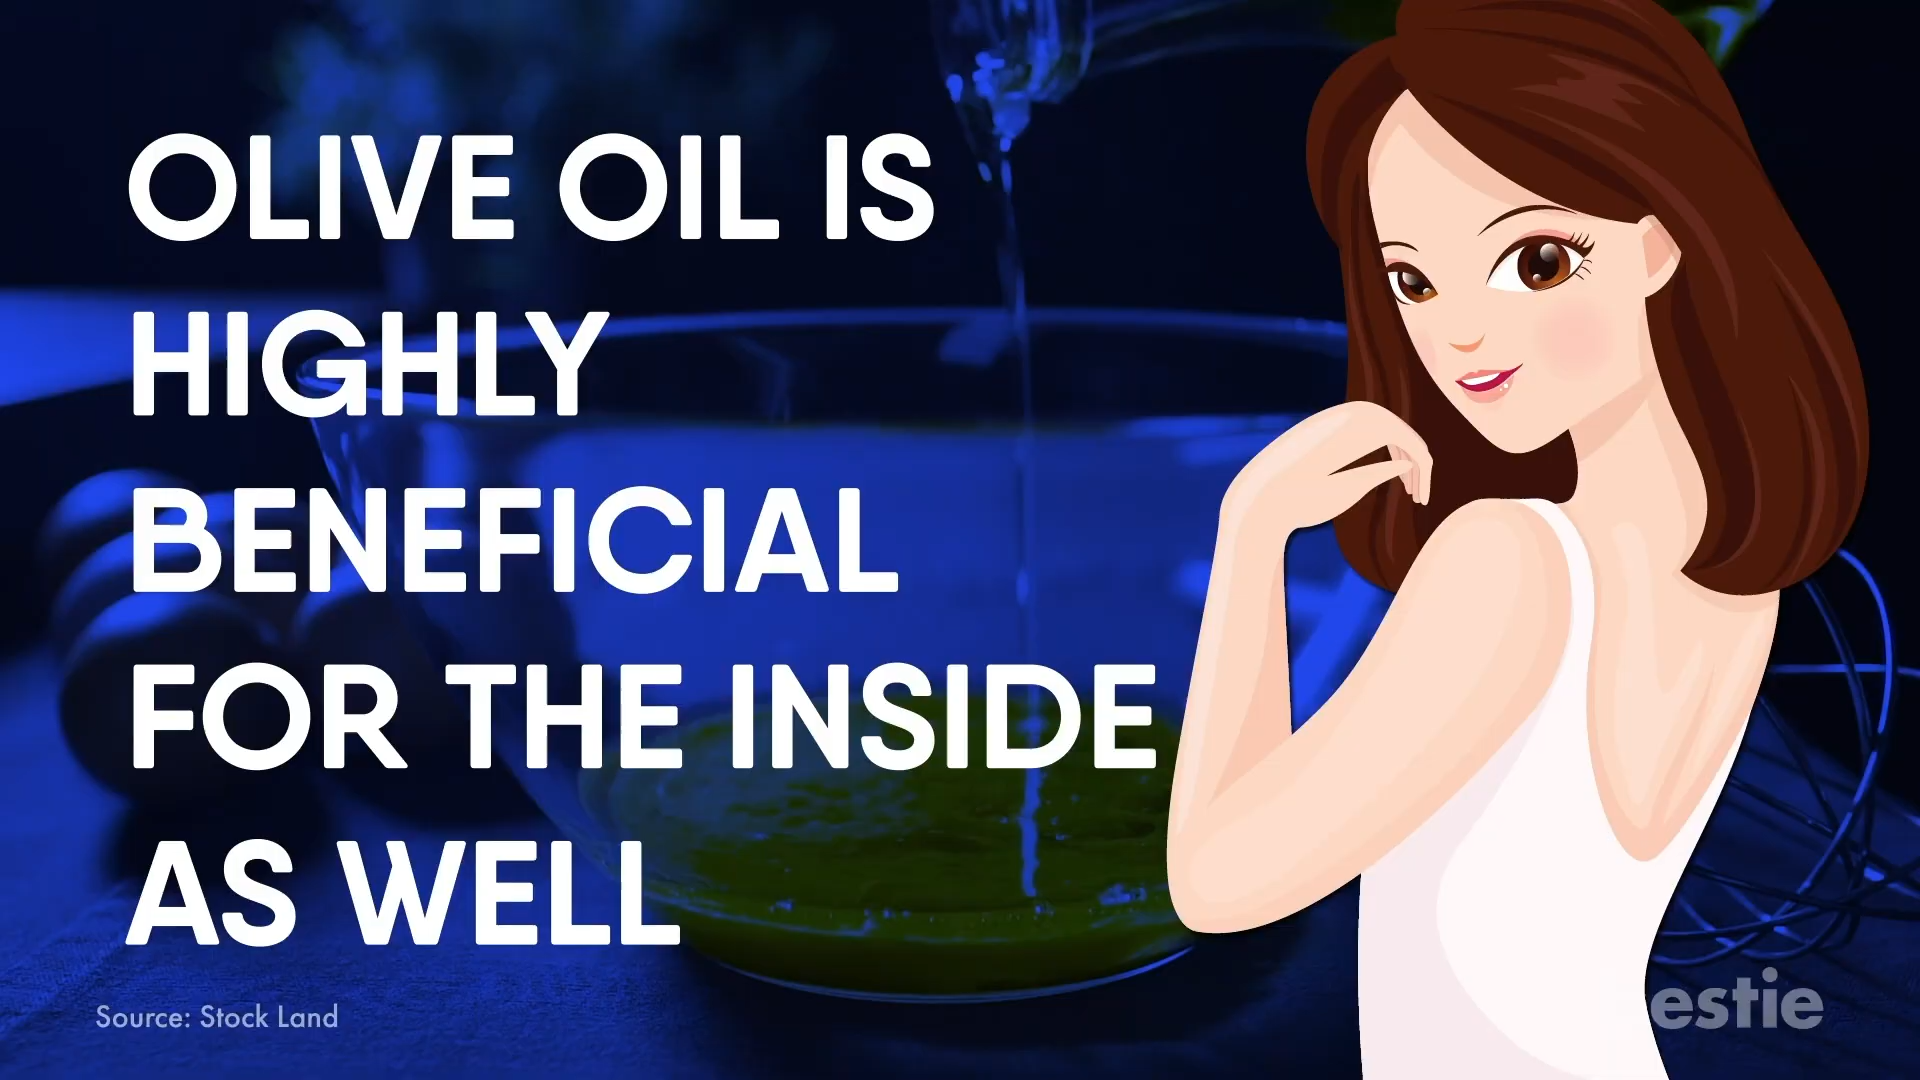 OLIVE OIL IS
HIGHLY
BENEFICIAL
FOR THE INSIDE
AS WELL
Source: Stock Land
estie